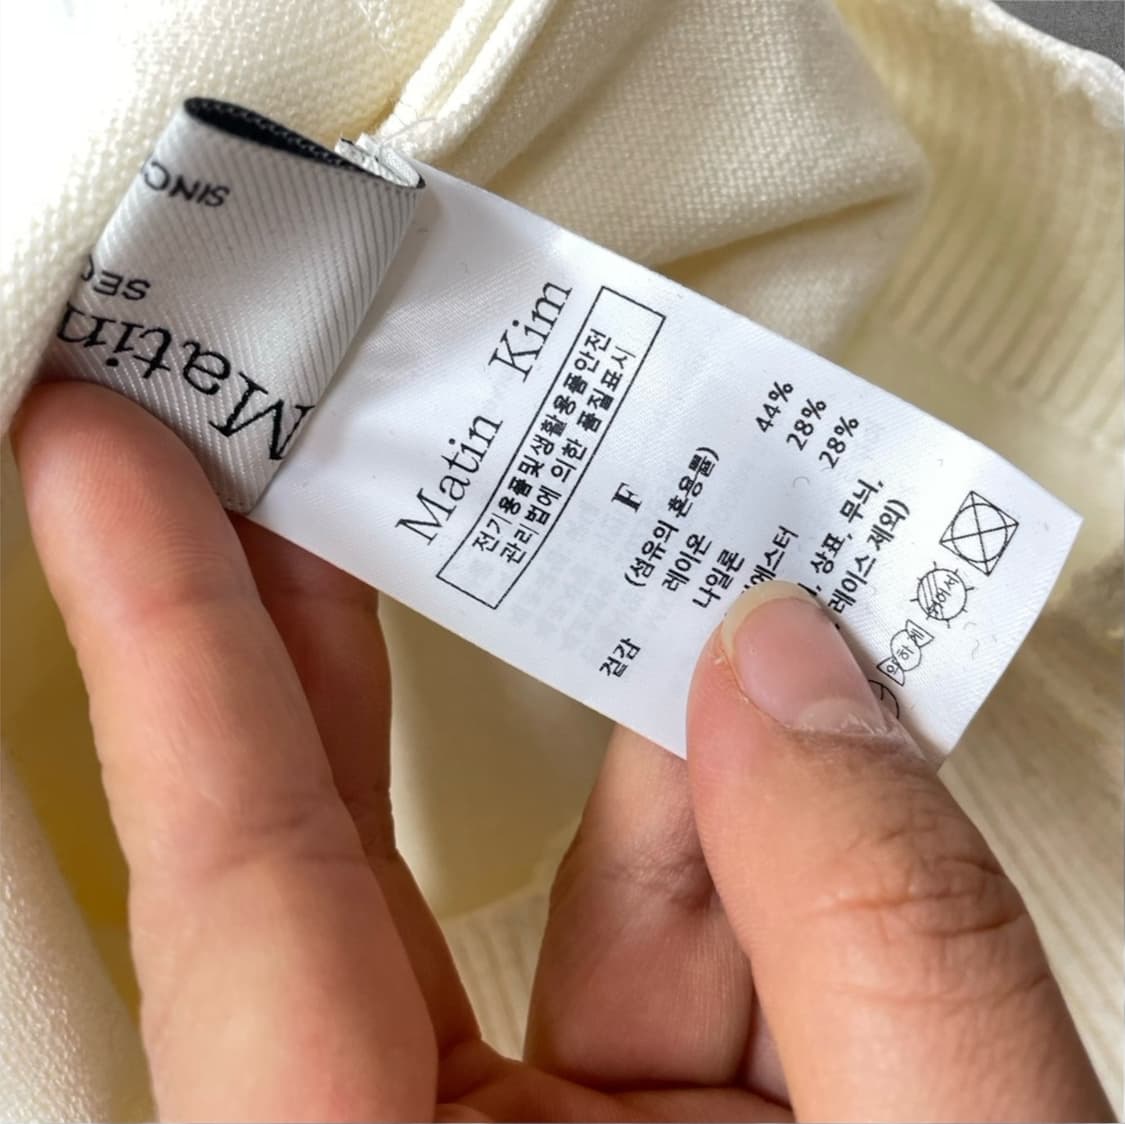 SINC
SEO
Matin
Matin Kim
전기용품및생활용품안전
관리법에 의한 품질표시
F
(섬유의 혼용률)
겉감 레이온 44%
나일론 28%
에스터 28%
상표, 무늬,
레이스 제외)
약하게